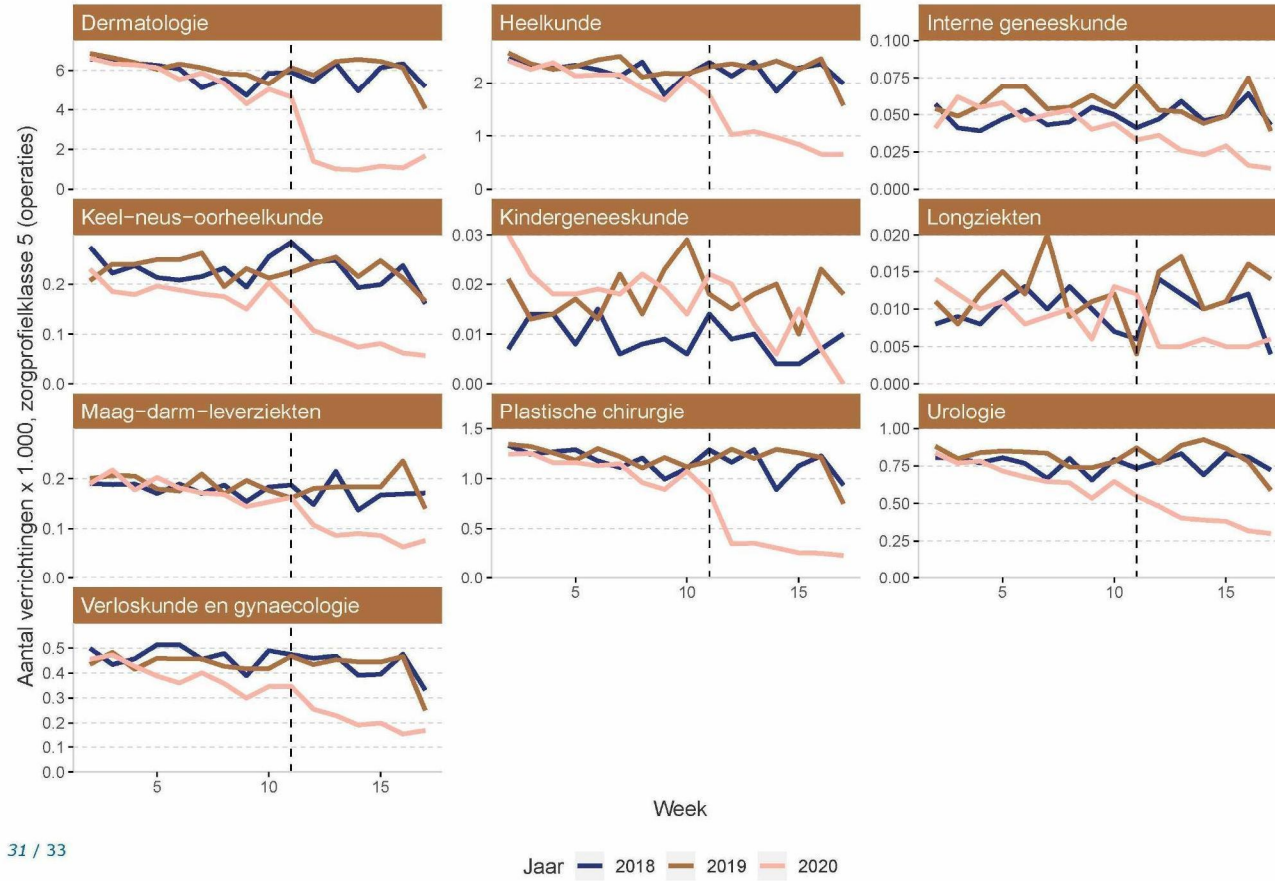 Dermatologie
Heelkunde
Interne geneeskunde
6
4
2
0
2
1
0
0.100
0.075
0.050
0.025
0.000
Keel−neus−oorheelkunde
Kindergeneeskunde
Longziekten
0.2
0.1
0.0
0.03
0.02
0.01
0.00
0.020
0.015
0.010
0.005
0.000
Maag−darm−leverziekten
Plastische chirurgie
Urologie
0.2
0.1
0.0
1.5
1.0
0.5
0.0
1.00
0.75
0.50
0.25
0.00
5 10 15
5 10 15
Verloskunde en gynaecologie
0.5
0.4
0.3
0.2
0.1
0.0
5 10 15
Aantal verrichtingen x 1.000, zorgprofielklasse 5 (operaties)
Week
31 / 33
Jaar 2018 2019 2020